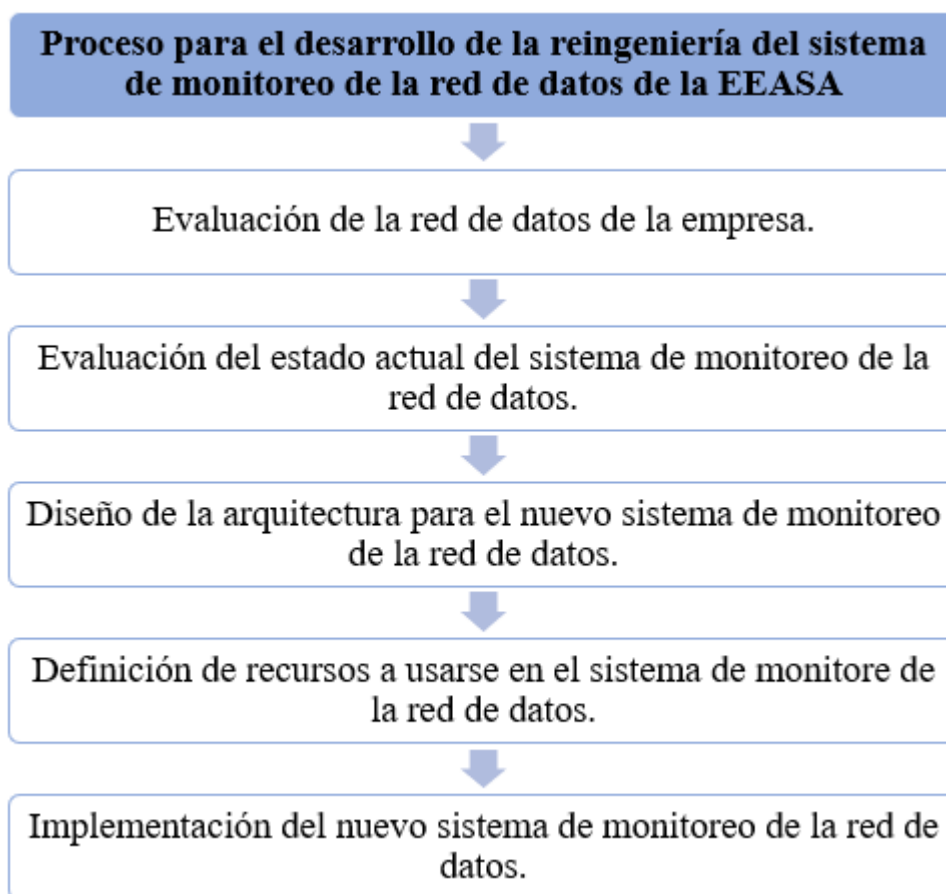 Proceso para el desarrollo de la reingeniería del sistema
de monitoreo de la red de datos de la EEASA
Evaluación de la red de datos de la empresa.
Evaluación del estado actual del sistema de monitoreo de la
red de datos.
Diseño de la arquitectura para el nuevo sistema de monitoreo
de la red de datos.
Definición de recursos a usarse en el sistema de monitore de
la red de datos.
Implementación del nuevo sistema de monitoreo de la red de
datos.